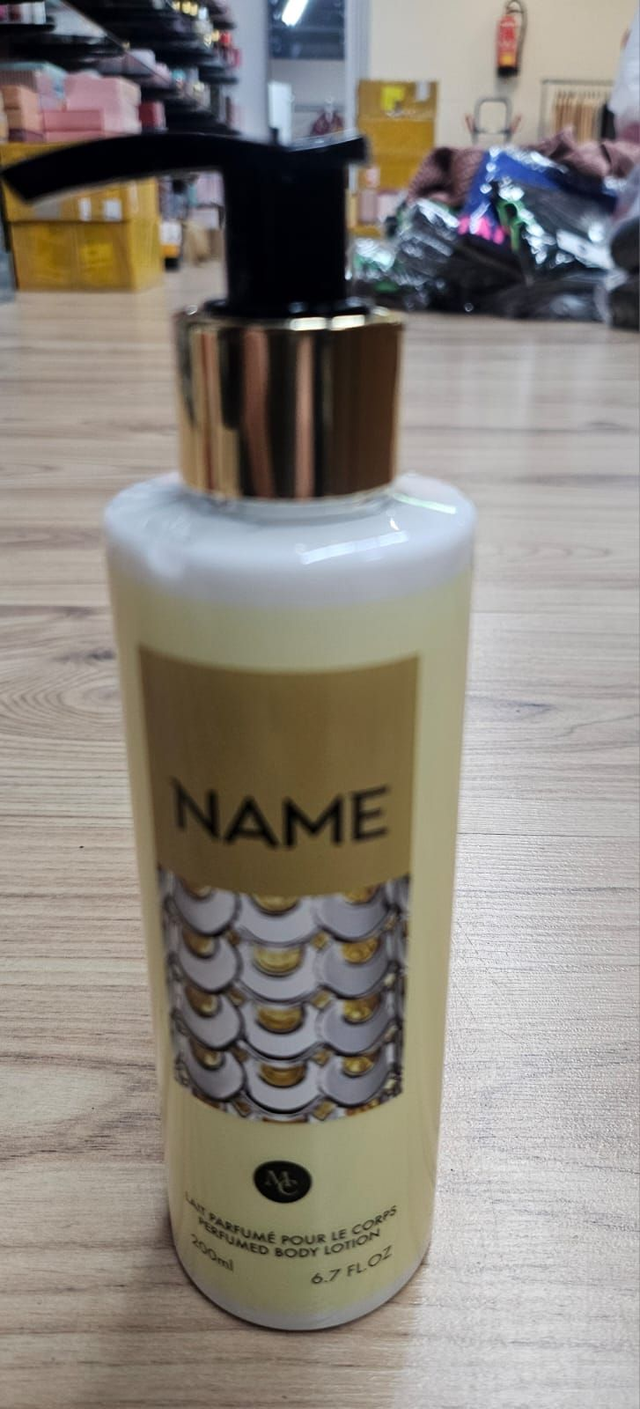 NAME
MC
LAIT PARFUMÉ POUR LE CORPS
PERFUMED BODY LOTION
200ml 6.7 FL.OZ